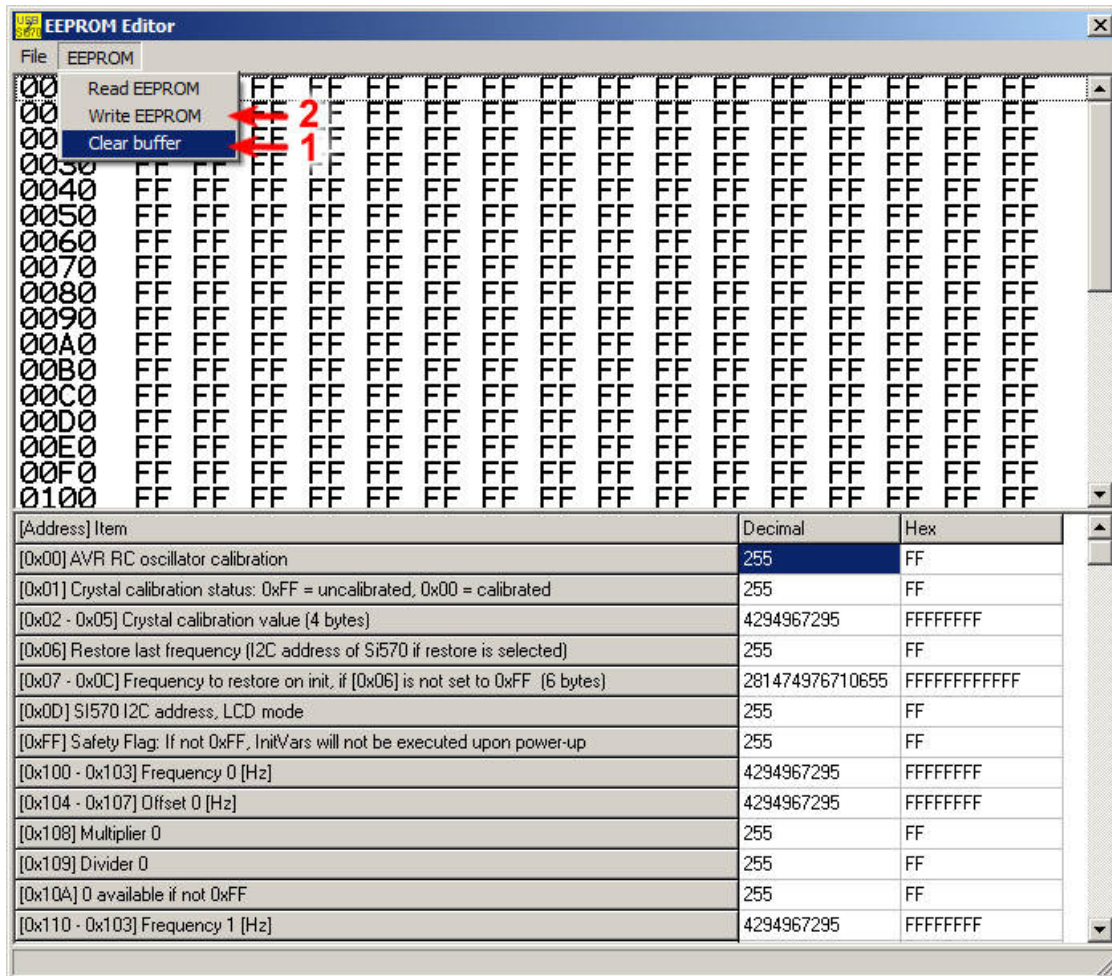 USB Si570 EEPROM Editor
File EEPROM
Read EEPROM
Write EEPROM 2
Clear buffer 1
00 FF FF FF FF FF FF FF FF FF FF FF FF FF FF
00 FF FF FF FF FF FF FF FF FF FF FF FF FF
00 FF FF FF FF FF FF FF FF FF FF FF FF
0030 FF FF FF FF FF FF FF FF FF FF FF FF FF FF FF FF
0040 FF FF FF FF FF FF FF FF FF FF FF FF FF FF FF FF
0050 FF FF FF FF FF FF FF FF FF FF FF FF FF FF FF FF
0060 FF FF FF FF FF FF FF FF FF FF FF FF FF FF FF FF
0070 FF FF FF FF FF FF FF FF FF FF FF FF FF FF FF FF
0080 FF FF FF FF FF FF FF FF FF FF FF FF FF FF FF FF
0090 FF FF FF FF FF FF FF FF FF FF FF FF FF FF FF FF
00A0 FF FF FF FF FF FF FF FF FF FF FF FF FF FF FF FF
00B0 FF FF FF FF FF FF FF FF FF FF FF FF FF FF FF FF
00C0 FF FF FF FF FF FF FF FF FF FF FF FF FF FF FF FF
00D0 FF FF FF FF FF FF FF FF FF FF FF FF FF FF FF FF
00E0 FF FF FF FF FF FF FF FF FF FF FF FF FF FF FF FF
00F0 FF FF FF FF FF FF FF FF FF FF FF FF FF FF FF FF
0100 FF FF FF FF FF FF FF FF FF FF FF FF FF FF FF FF
[Address] Item Decimal Hex
[0x00] AVR RC oscillator calibration 255 FF
[0x01] Crystal calibration status: 0xFF = uncalibrated, 0x00 = calibrated 255 FF
[0x02 - 0x05] Crystal calibration value (4 bytes) 4294967295 FFFFFFFF
[0x06] Restore last frequency (I2C address of Si570 if restore is selected) 255 FF
[0x07 - 0x0C] Frequency to restore on init, if [0x06] is not set to 0xFF (6 bytes) 281474976710655 FFFFFFFFFFFF
[0x0D] SI570 I2C address, LCD mode 255 FF
[0xFF] Safety Flag: If not 0xFF, InitVars will not be executed upon power-up 255 FF
[0x100 - 0x103] Frequency 0 [Hz] 4294967295 FFFFFFFF
[0x104 - 0x107] Offset 0 [Hz] 4294967295 FFFFFFFF
[0x108] Multiplier 0 255 FF
[0x109] Divider 0 255 FF
[0x10A] 0 available if not 0xFF 255 FF
[0x110 - 0x103] Frequency 1 [Hz] 4294967295 FFFFFFFF